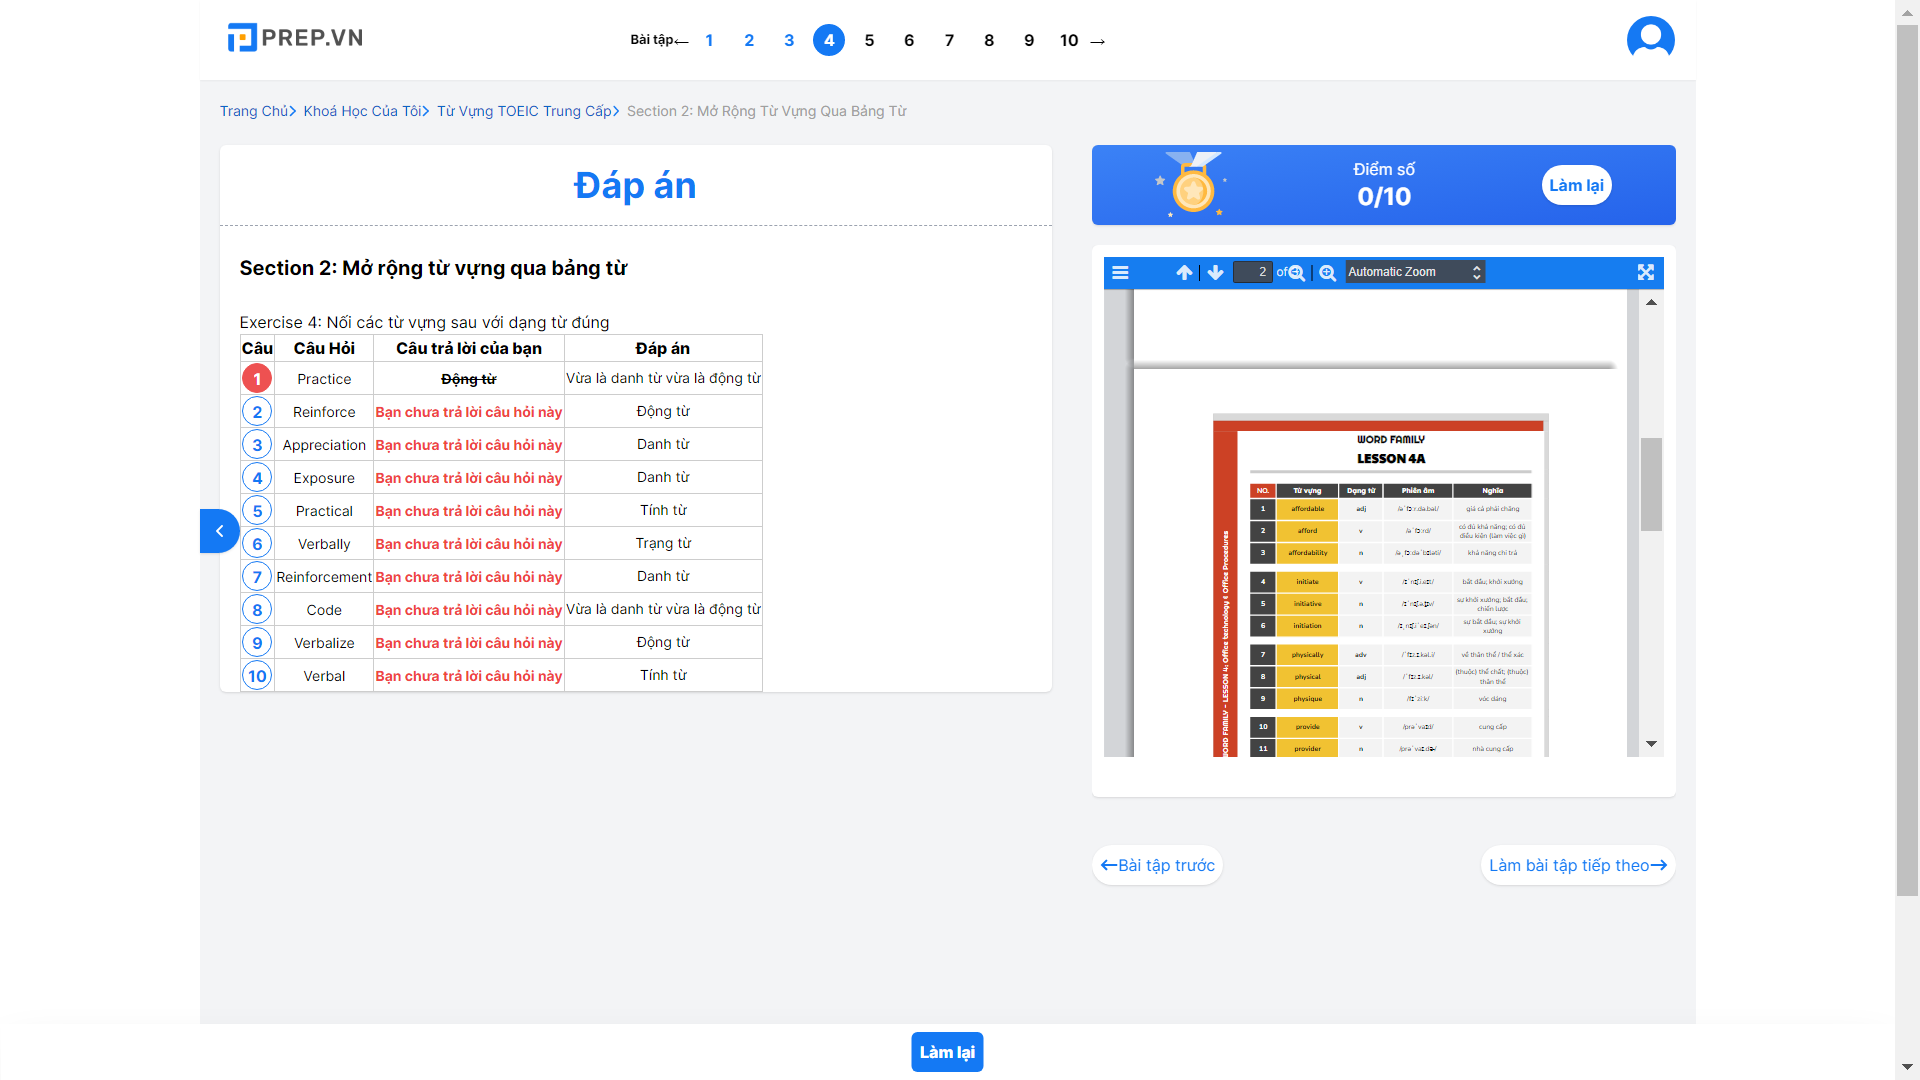 PREP.VN
Bài tập← 1 2 3 4 5 6 7 8 9 10 →
Trang Chủ> Khoá Học Của Tôi> Từ Vựng TOEIC Trung Cấp> Section 2: Mở Rộng Từ Vựng Qua Bảng Từ
Đáp án
Section 2: Mở rộng từ vựng qua bảng từ
Exercise 4: Nối các từ vựng sau với dạng từ đúng
Câu Câu Hỏi Câu trả lời của bạn Đáp án
1 Practice Động từ Vừa là danh từ vừa là động từ
2 Reinforce Bạn chưa trả lời câu hỏi này Động từ
3 Appreciation Bạn chưa trả lời câu hỏi này Danh từ
4 Exposure Bạn chưa trả lời câu hỏi này Danh từ
5 Practical Bạn chưa trả lời câu hỏi này Tính từ
6 Verbally Bạn chưa trả lời câu hỏi này Trạng từ
7 Reinforcement Bạn chưa trả lời câu hỏi này Danh từ
8 Code Bạn chưa trả lời câu hỏi này Vừa là danh từ vừa là động từ
9 Verbalize Bạn chưa trả lời câu hỏi này Động từ
10 Verbal Bạn chưa trả lời câu hỏi này Tính từ
Điểm số
0/10
Làm lại
2 of Automatic Zoom
WORD FAMILY
LESSON 4A
WORD FAMILY - LESSON 4: Office technology & Office Procedures
NO. Từ vựng Dạng từ Phiên âm Nghĩa
1 affordable adj giá cả phải chăng
2 afford v có đủ khả năng; có đủ điều kiện (làm việc gì)
3 affordability n khả năng chi trả
4 initiate v bắt đầu; khởi xướng
5 initiative n sự khởi xướng; bắt đầu; chiến lược
6 initiation n sự bắt đầu; sự khởi xướng
7 physically adv về thân thể / thể xác
8 physical adj (thuộc) thể chất; (thuộc) thân thể
9 physique n vóc dáng
10 provide v cung cấp
11 provider n nhà cung cấp
←Bài tập trước
Làm bài tập tiếp theo→
Làm lại